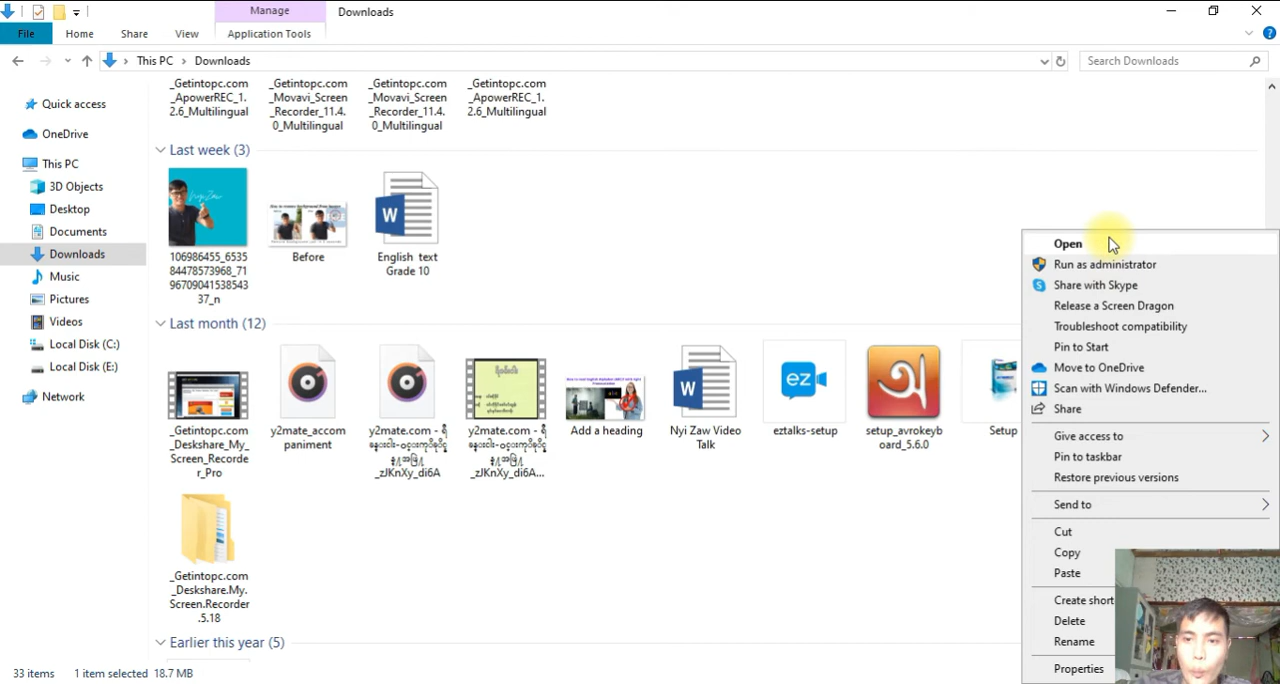 Manage
Downloads
File
Home
Share
View
Application Tools
This PC
Downloads
Search Downloads
Quick access
OneDrive
This PC
3D Objects
Desktop
Documents
Downloads
Music
Pictures
Videos
Local Disk (C:)
Local Disk (E:)
Network
_Getintopc.com
_ApowerREC_1.
2.6_Multilingual
_Getintopc.com
_Movavi_Screen
_Recorder_11.4.
0_Multilingual
_Getintopc.com
_Movavi_Screen
_Recorder_11.4.
0_Multilingual
_Getintopc.com
_ApowerREC_1.
2.6_Multilingual
Last week (3)
106986455_6535
84478573968_71
96709041538543
37_n
Before
English text
Grade 10
Last month (12)
_Getintopc.com
_Deskshare_My_
Screen_Recorde
r_Pro
y2mate_accom
paniment
y2mate.com - ရီ
_zJKnXy_di6A
y2mate.com - ရီ
_zJKnXy_di6A...
Add a heading
Nyi Zaw Video
Talk
ez
eztalks-setup
অ
setup_avrokeyb
oard_5.6.0
Setup
_Getintopc.com
_Deskshare.My.
Screen.Recorder
.5.18
Earlier this year (5)
Open
Run as administrator
Share with Skype
Release a Screen Dragon
Troubleshoot compatibility
Pin to Start
Move to OneDrive
Scan with Windows Defender...
Share
Give access to
Pin to taskbar
Restore previous versions
Send to
Cut
Copy
Paste
Create short
Delete
Rename
Properties
33 items
1 item selected 18.7 MB